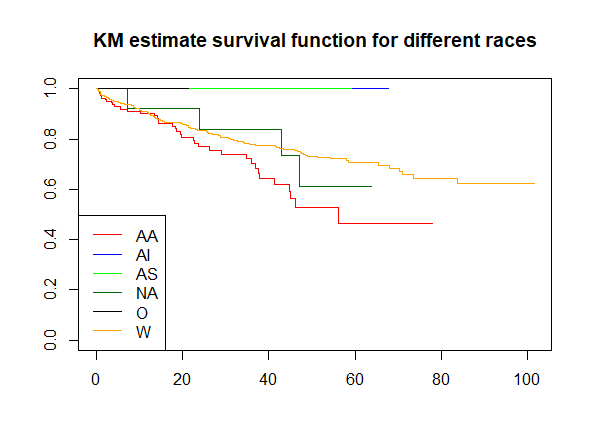 KM estimate survival function for different races
1.0
0.8
0.6
0.4
0.2
0.0
AA
AI
AS
NA
O
W
0 20 40 60 80 100